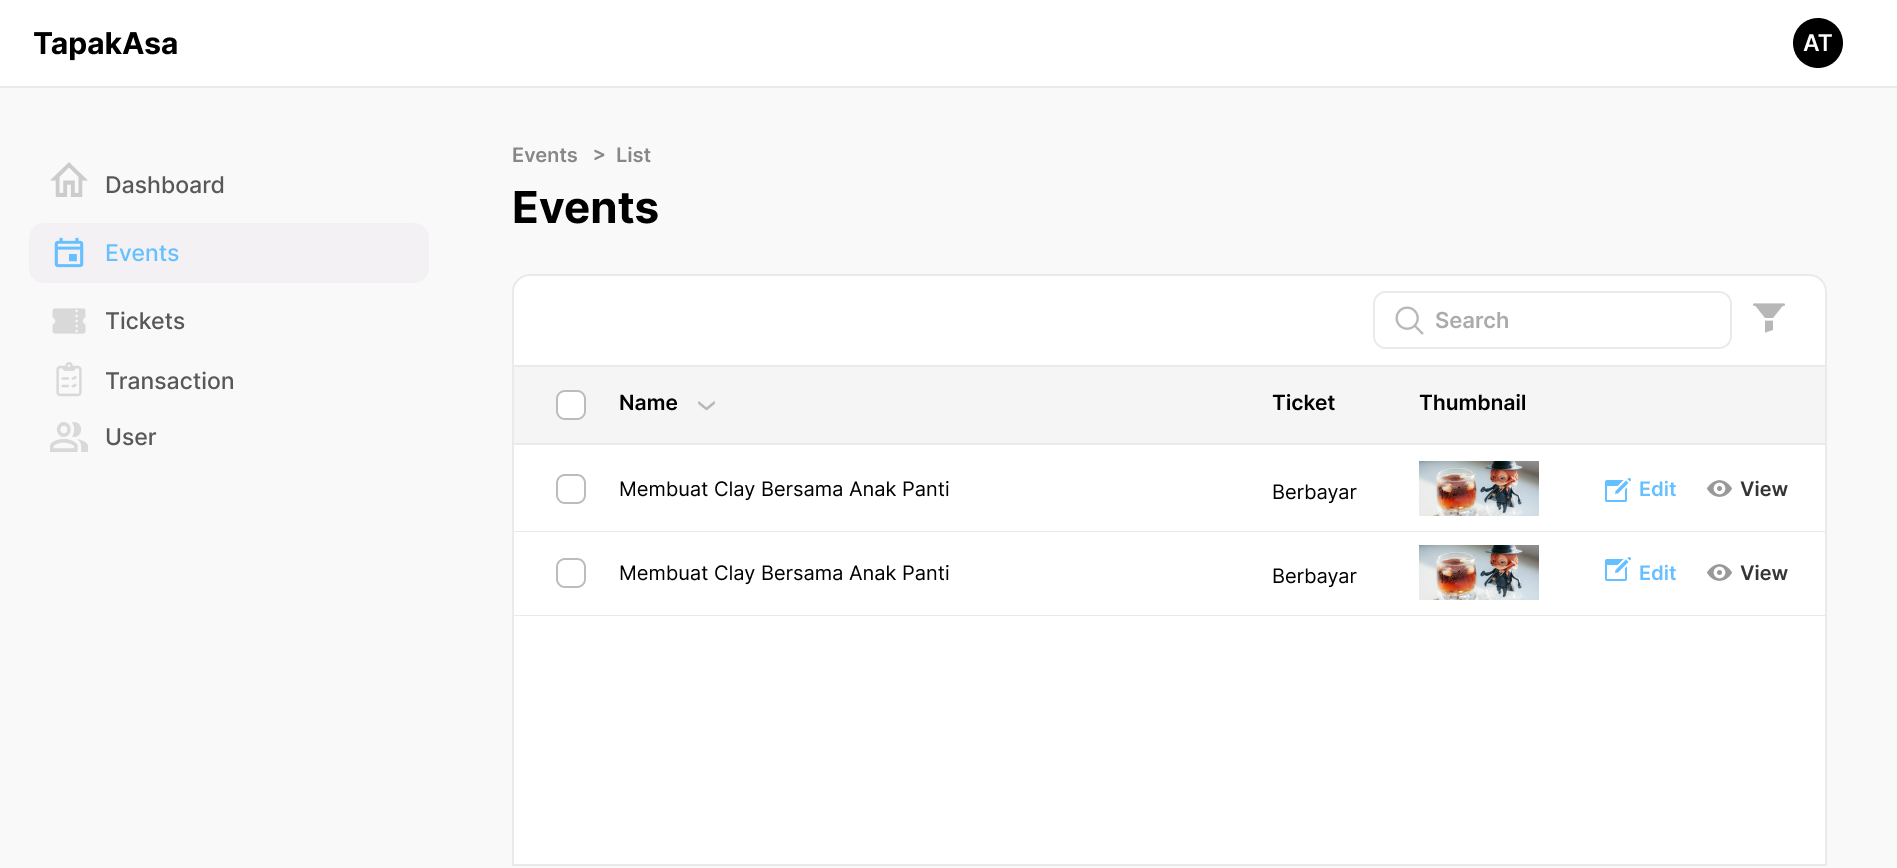 TapakAsa
AT
Dashboard
Events
Tickets
Transaction
User
Events > List
Events
Search
Name Ticket Thumbnail
Membuat Clay Bersama Anak Panti Berbayar Edit View
Membuat Clay Bersama Anak Panti Berbayar Edit View